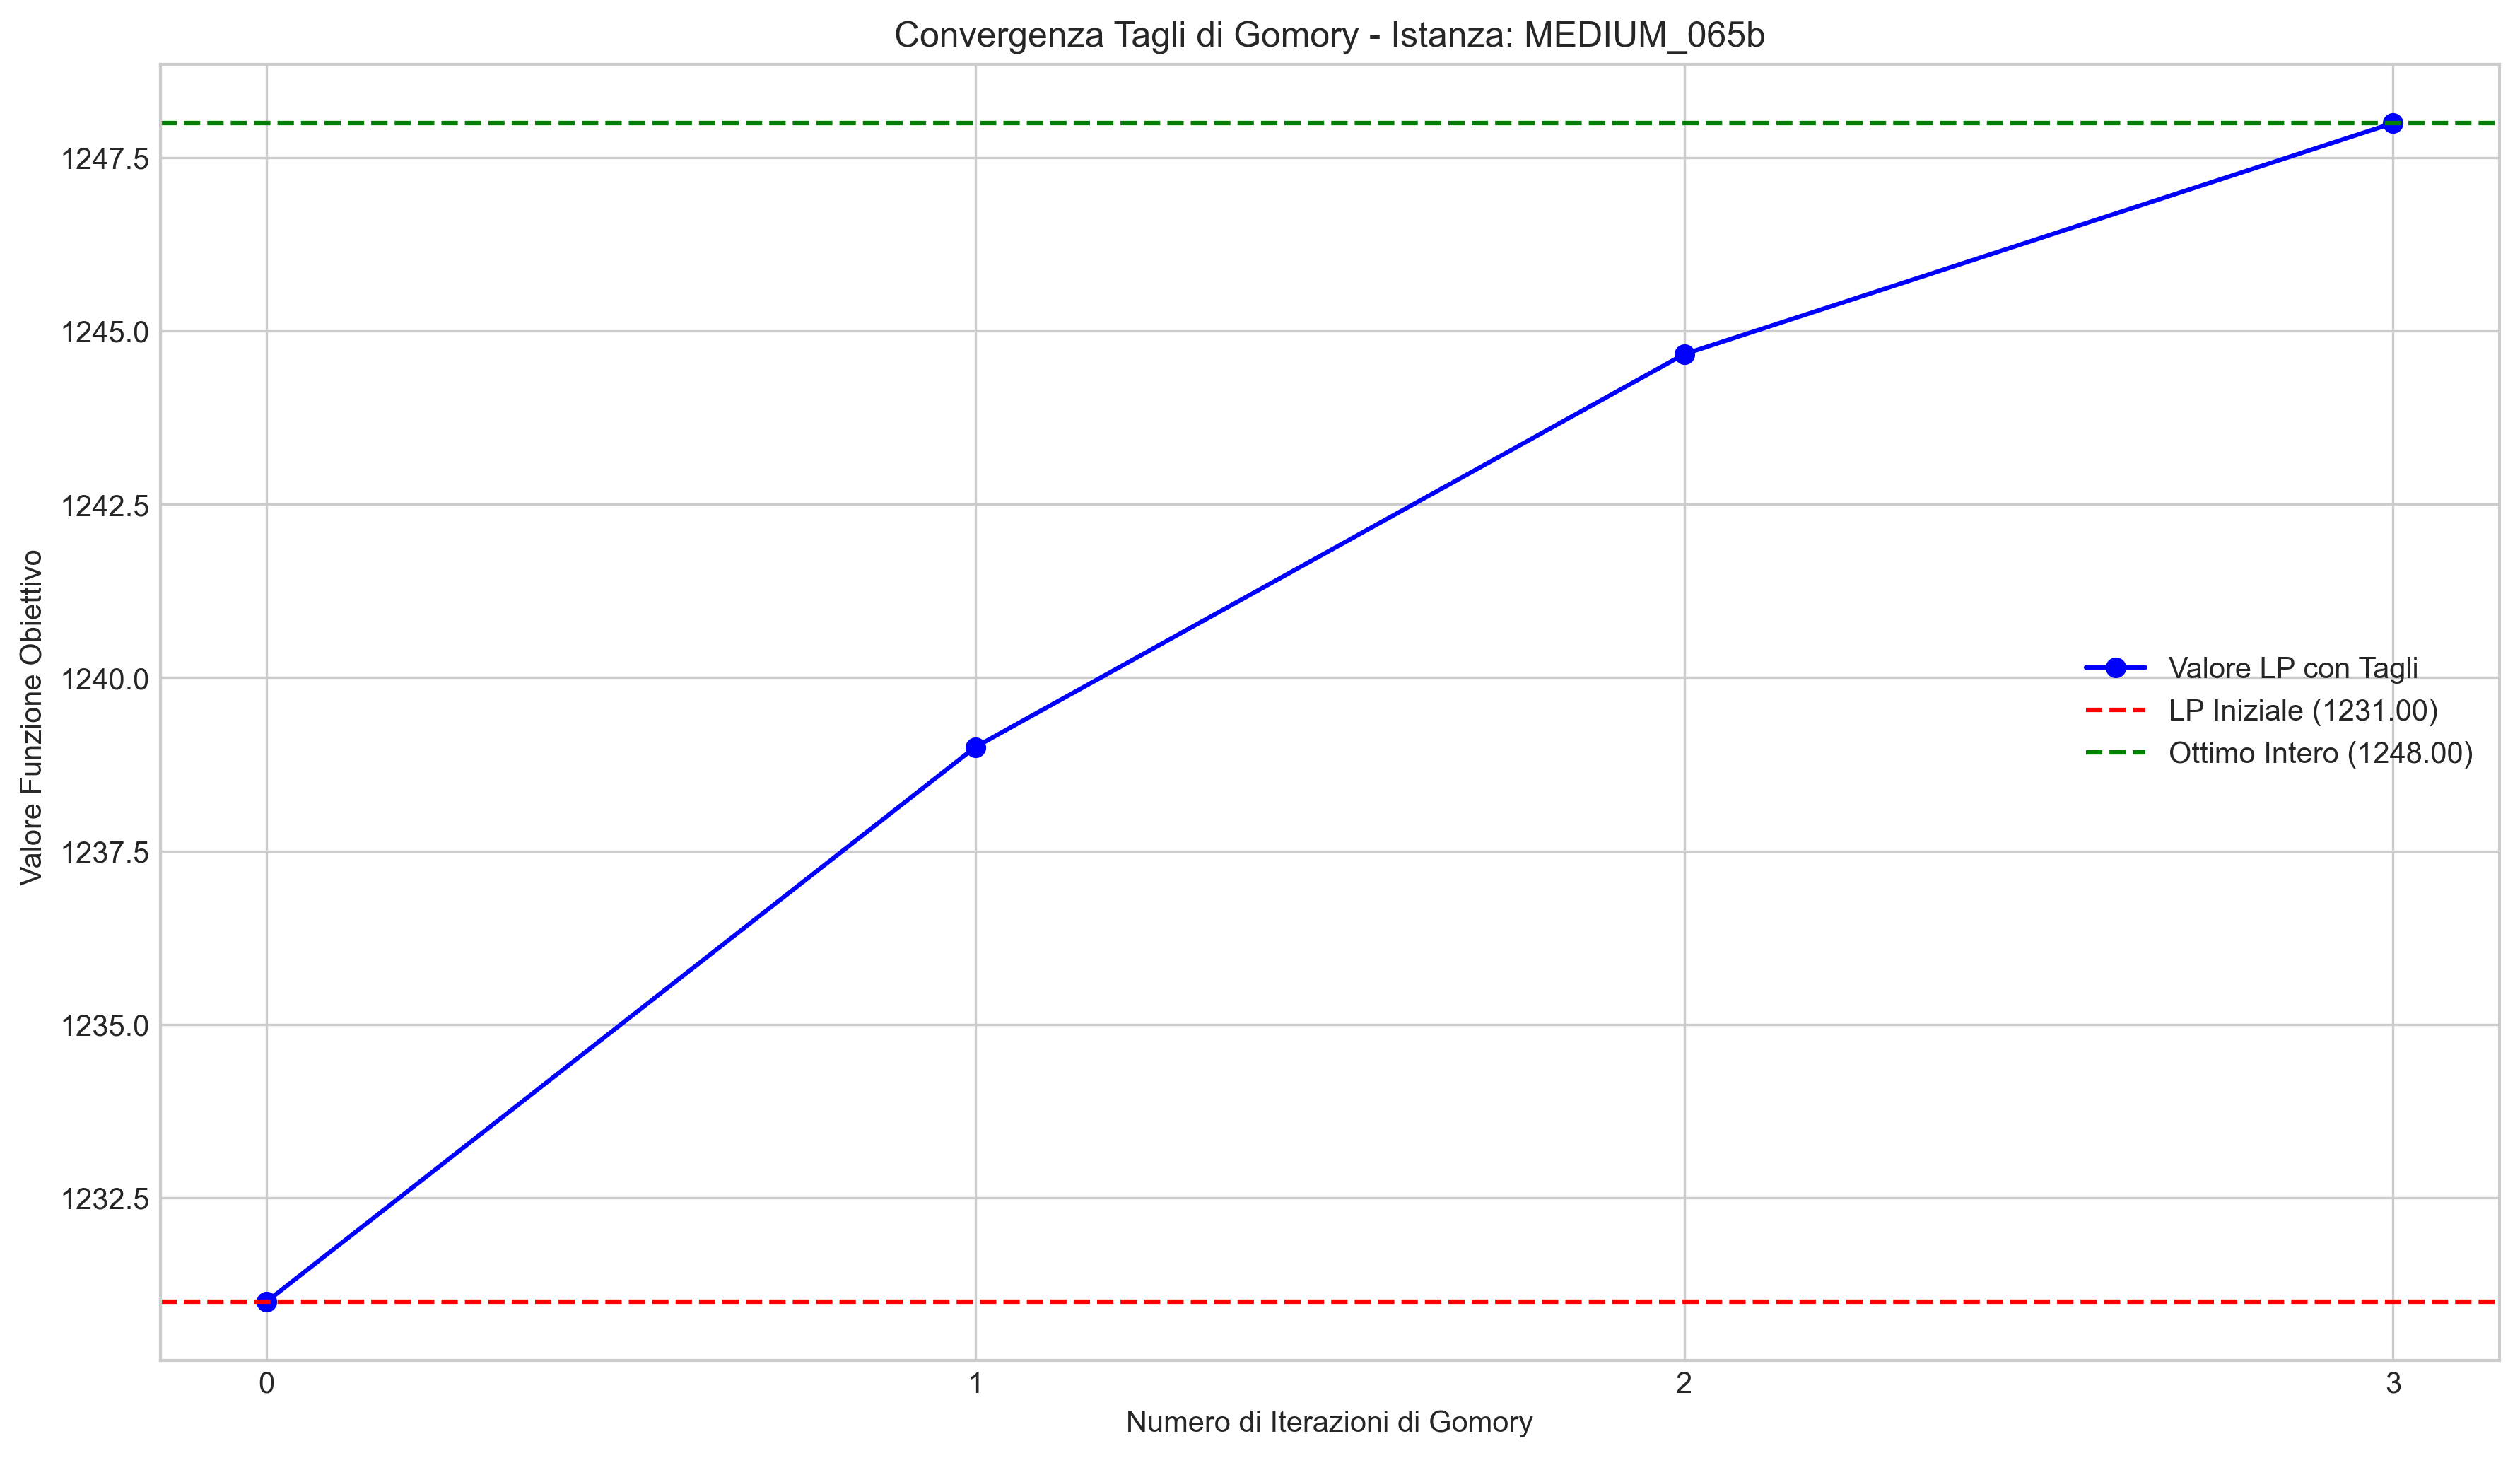 Convergenza Tagli di Gomory - Istanza: MEDIUM_065b
Valore Funzione Obiettivo
1247.5
1245.0
1242.5
1240.0
1237.5
1235.0
1232.5
Valore LP con Tagli
LP Iniziale (1231.00)
Ottimo Intero (1248.00)
0
1
2
3
Numero di Iterazioni di Gomory